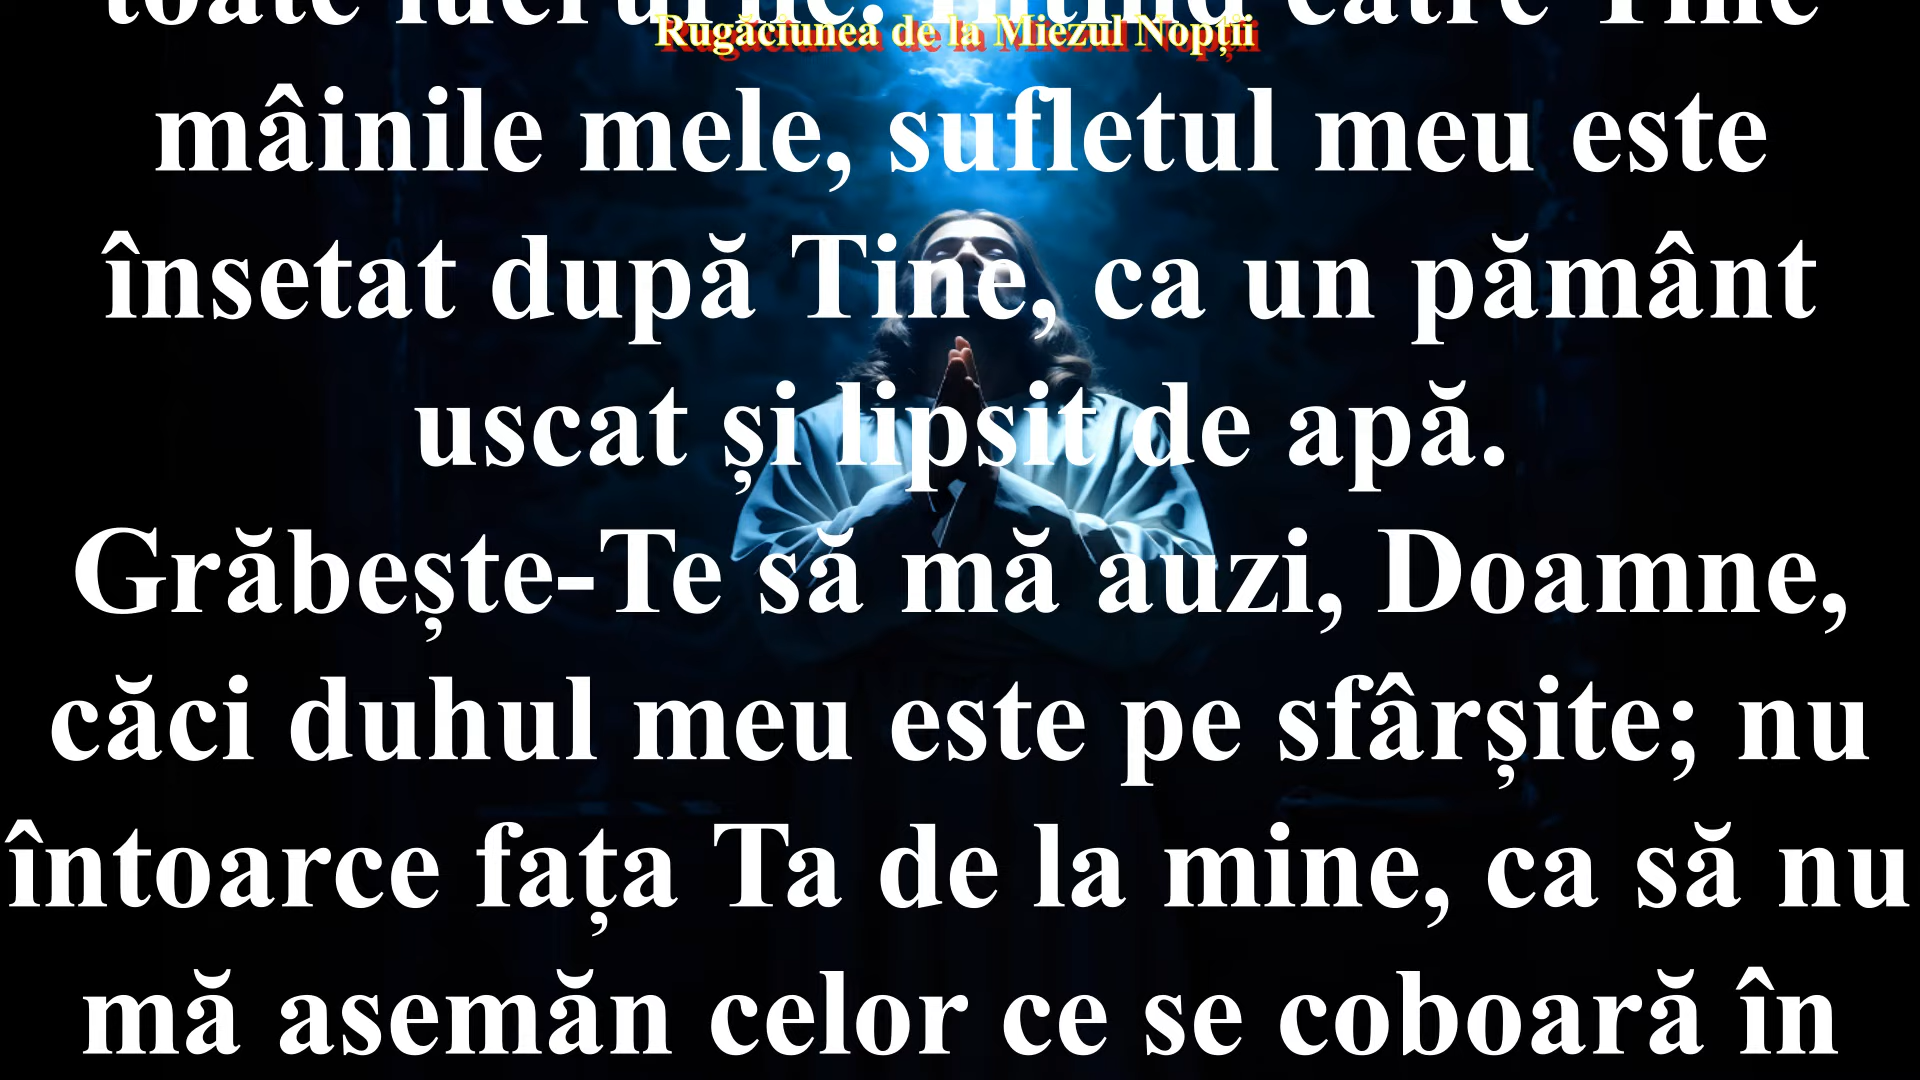 toate lucrurile. Întind către Tine
Rugăciunea de la Miezul Nopții
mâinile mele, sufletul meu este
însetat după Tine, ca un pământ
uscat și lipsit de apă.
Grăbește-Te să mă auzi, Doamne,
căci duhul meu este pe sfârșite; nu
întoarce fața Ta de la mine, ca să nu
mă asemăn celor ce se coboară în